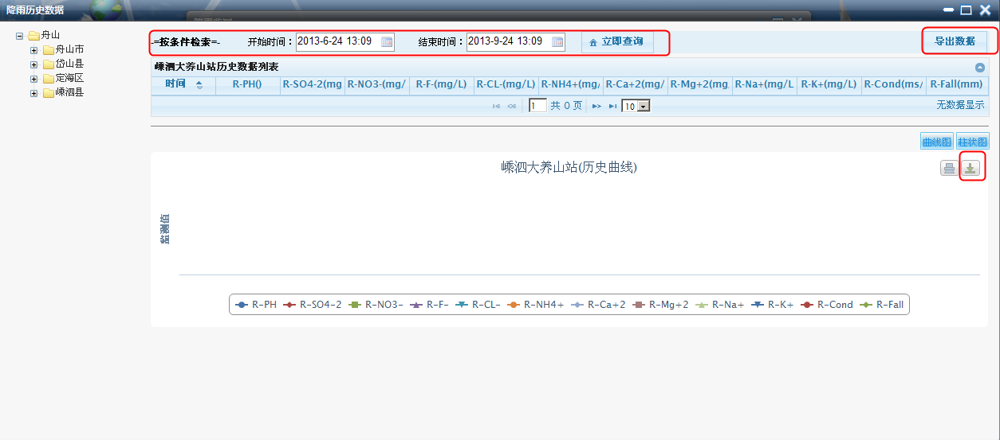 降雨历史数据
舟山
舟山市
岱山县
定海区
嵊泗县
-=按条件检索=- 开始时间：2013-6-24 13:09 结束时间：2013-9-24 13:09 立即查询 导出数据
嵊泗大养山站历史数据列表
时间 R-PH() R-SO4-2(mg R-NO3-(mg/ R-F-(mg/L) R-CL-(mg/L) R-NH4+(mg/ R-Ca+2(mg/ R-Mg+2(mg R-Na+(mg/L R-K+(mg/L) R-Cond(ms/ R-Fall(mm)
1 共 0 页 10 无数据显示
曲线图 柱状图
嵊泗大养山站(历史曲线)
监测值
R-PH R-SO4-2 R-NO3- R-F- R-CL- R-NH4+ R-Ca+2 R-Mg+2 R-Na+ R-K+ R-Cond R-Fall